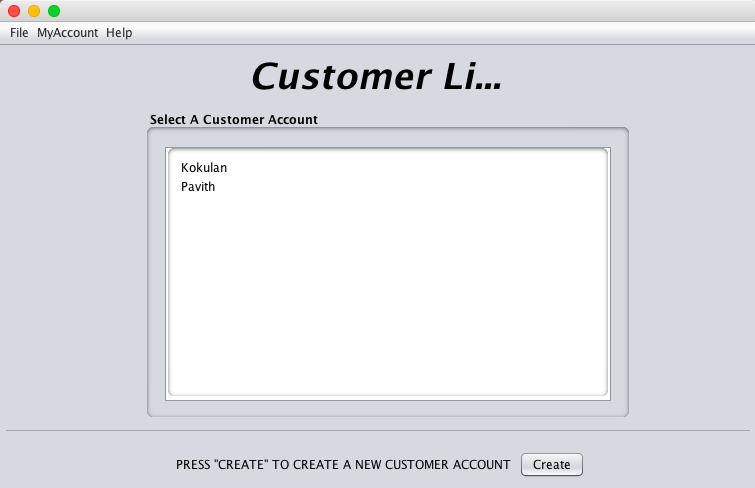 File MyAccount Help
Customer Li...
Select A Customer Account
Kokulan
Pavith
PRESS "CREATE" TO CREATE A NEW CUSTOMER ACCOUNT Create